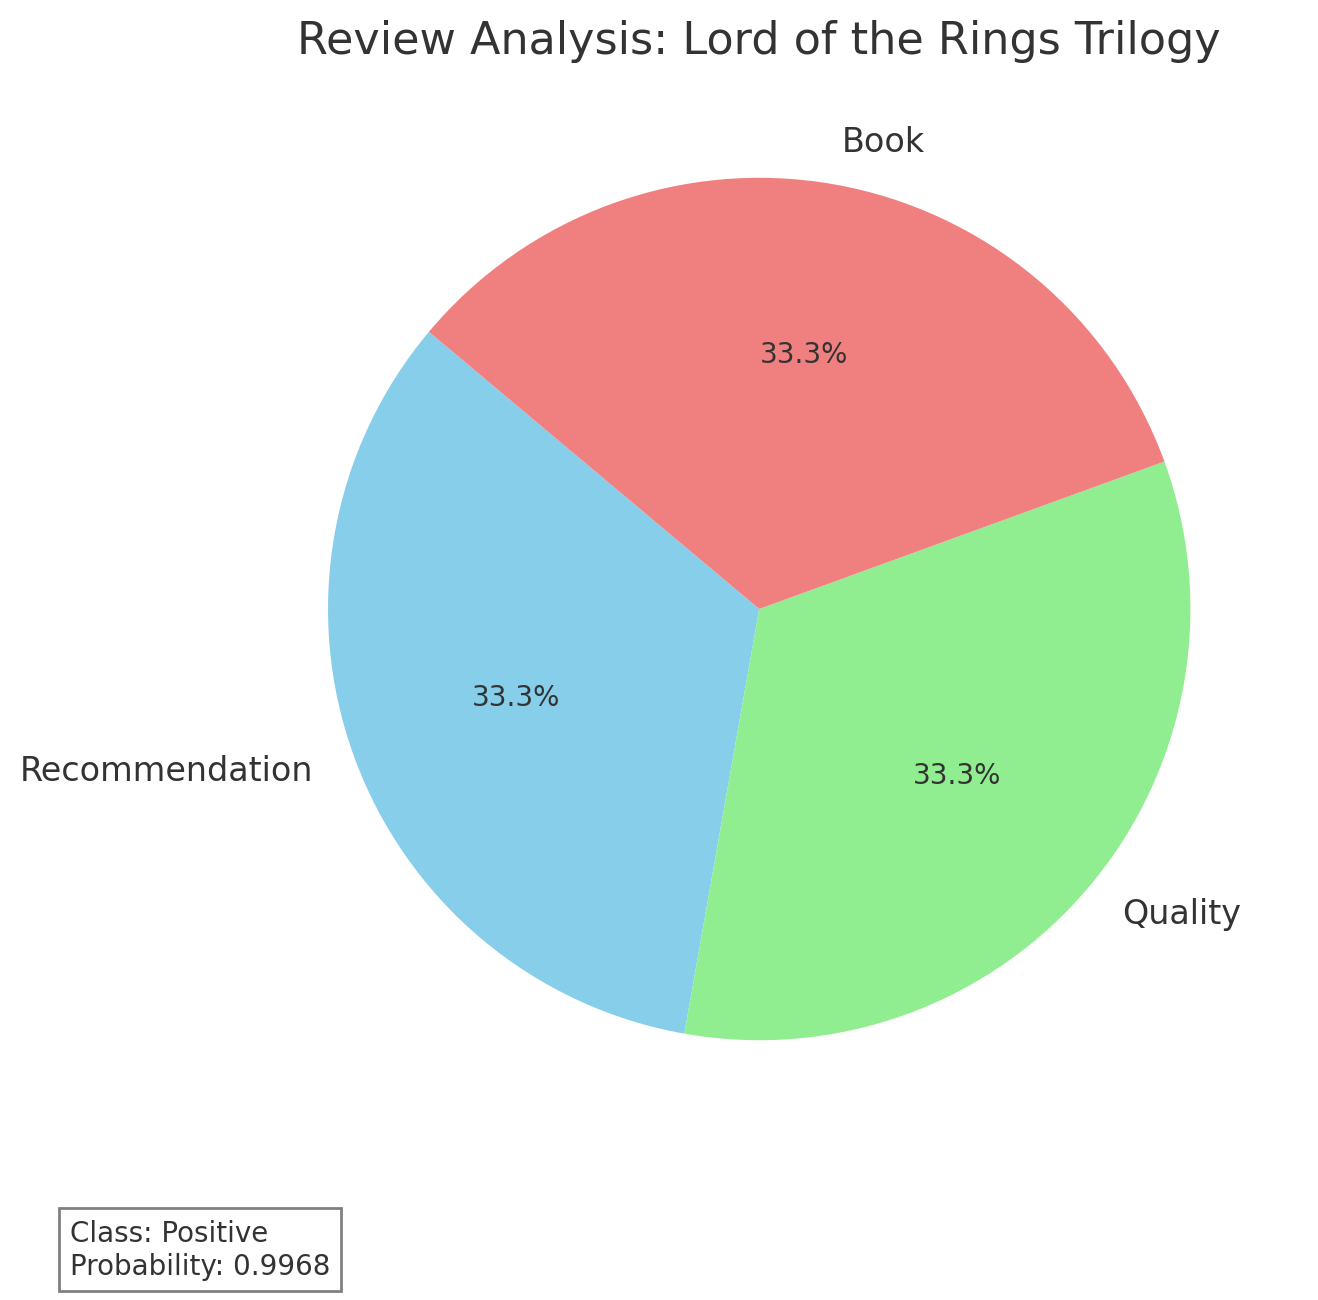 Review Analysis: Lord of the Rings Trilogy
Book
33.3%
33.3%
Recommendation
33.3%
Quality
Class: Positive
Probability: 0.9968